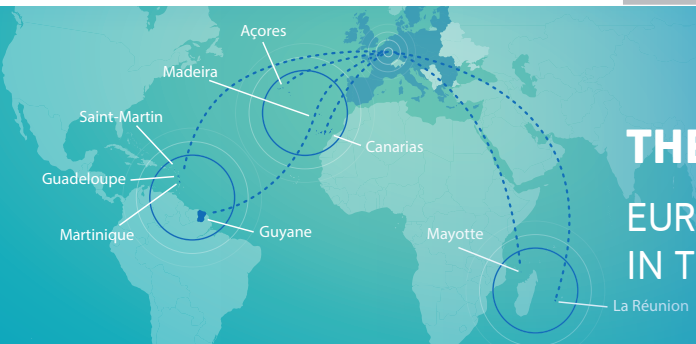 Açores
Madeira
Saint-Martin
Canarias
Guadeloupe
Martinique
Guyane
Mayotte
La Réunion
THE
EUR
IN T